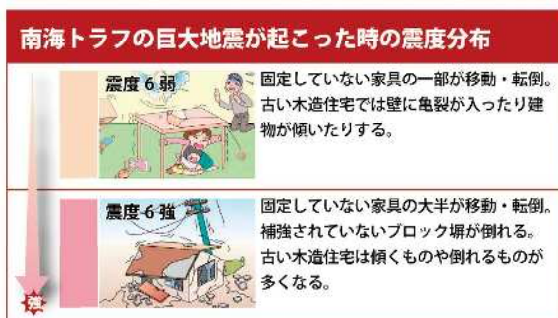 南海トラフの巨大地震が起こった時の震度分布
震度6弱
固定していない家具の一部が移動・転倒。
古い木造住宅では壁に亀裂が入ったり建
物が傾いたりする。
震度6強
固定していない家具の大半が移動・転倒。
補強されていないブロック塀が倒れる。
古い木造住宅は傾くものや倒れるものが
多くなる。
強